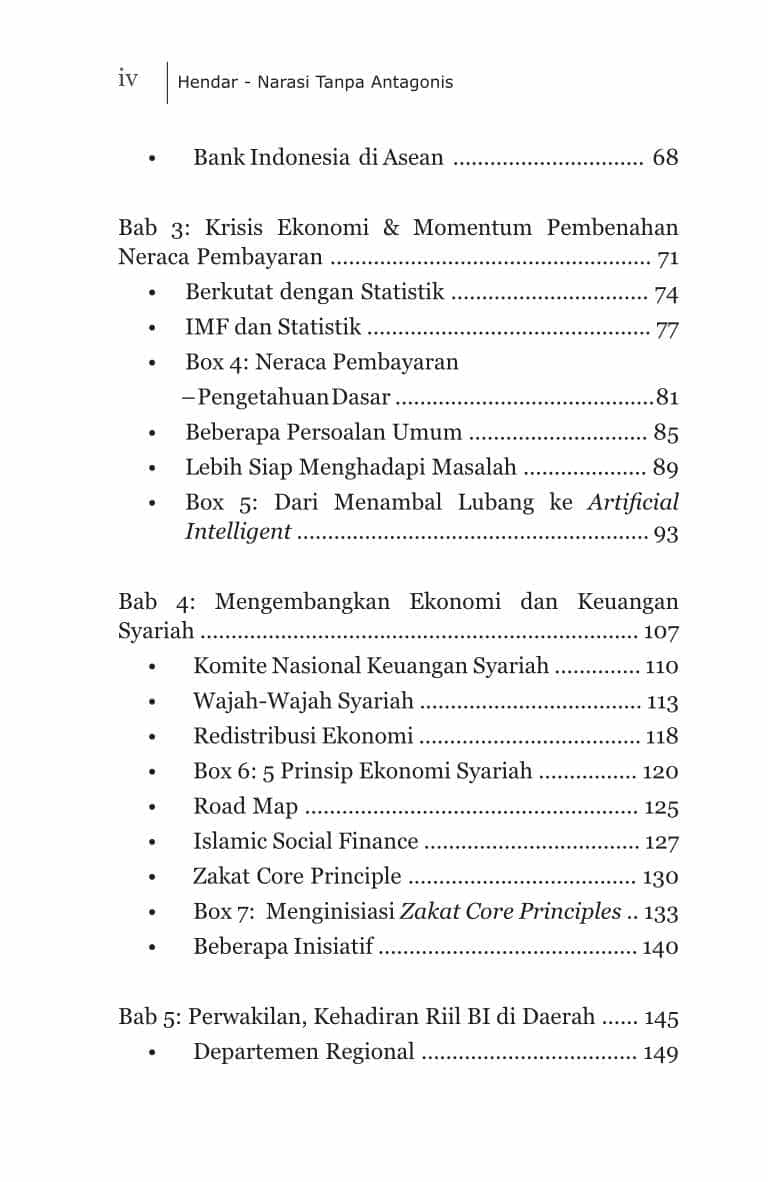 iv
Hendar - Narasi Tanpa Antagonis
• Bank Indonesia di Asean ............................... 68
Bab 3: Krisis Ekonomi & Momentum Pembenahan
Neraca Pembayaran .................................................... 71
• Berkutat dengan Statistik ................................ 74
• IMF dan Statistik .............................................. 77
• Box 4: Neraca Pembayaran
–PengetahuanDasar ..........................................81
• Beberapa Persoalan Umum ............................. 85
• Lebih Siap Menghadapi Masalah .................... 89
• Box 5: Dari Menambal Lubang ke Artificial
Intelligent ......................................................... 93
Bab 4: Mengembangkan Ekonomi dan Keuangan
Syariah ....................................................................... 107
• Komite Nasional Keuangan Syariah .............. 110
• Wajah-Wajah Syariah .................................... 113
• Redistribusi Ekonomi .................................... 118
• Box 6: 5 Prinsip Ekonomi Syariah ................ 120
• Road Map ...................................................... 125
• Islamic Social Finance ................................... 127
• Zakat Core Principle ..................................... 130
• Box 7: Menginisiasi Zakat Core Principles .. 133
• Beberapa Inisiatif .......................................... 140
Bab 5: Perwakilan, Kehadiran Riil BI di Daerah ...... 145
• Departemen Regional ................................... 149